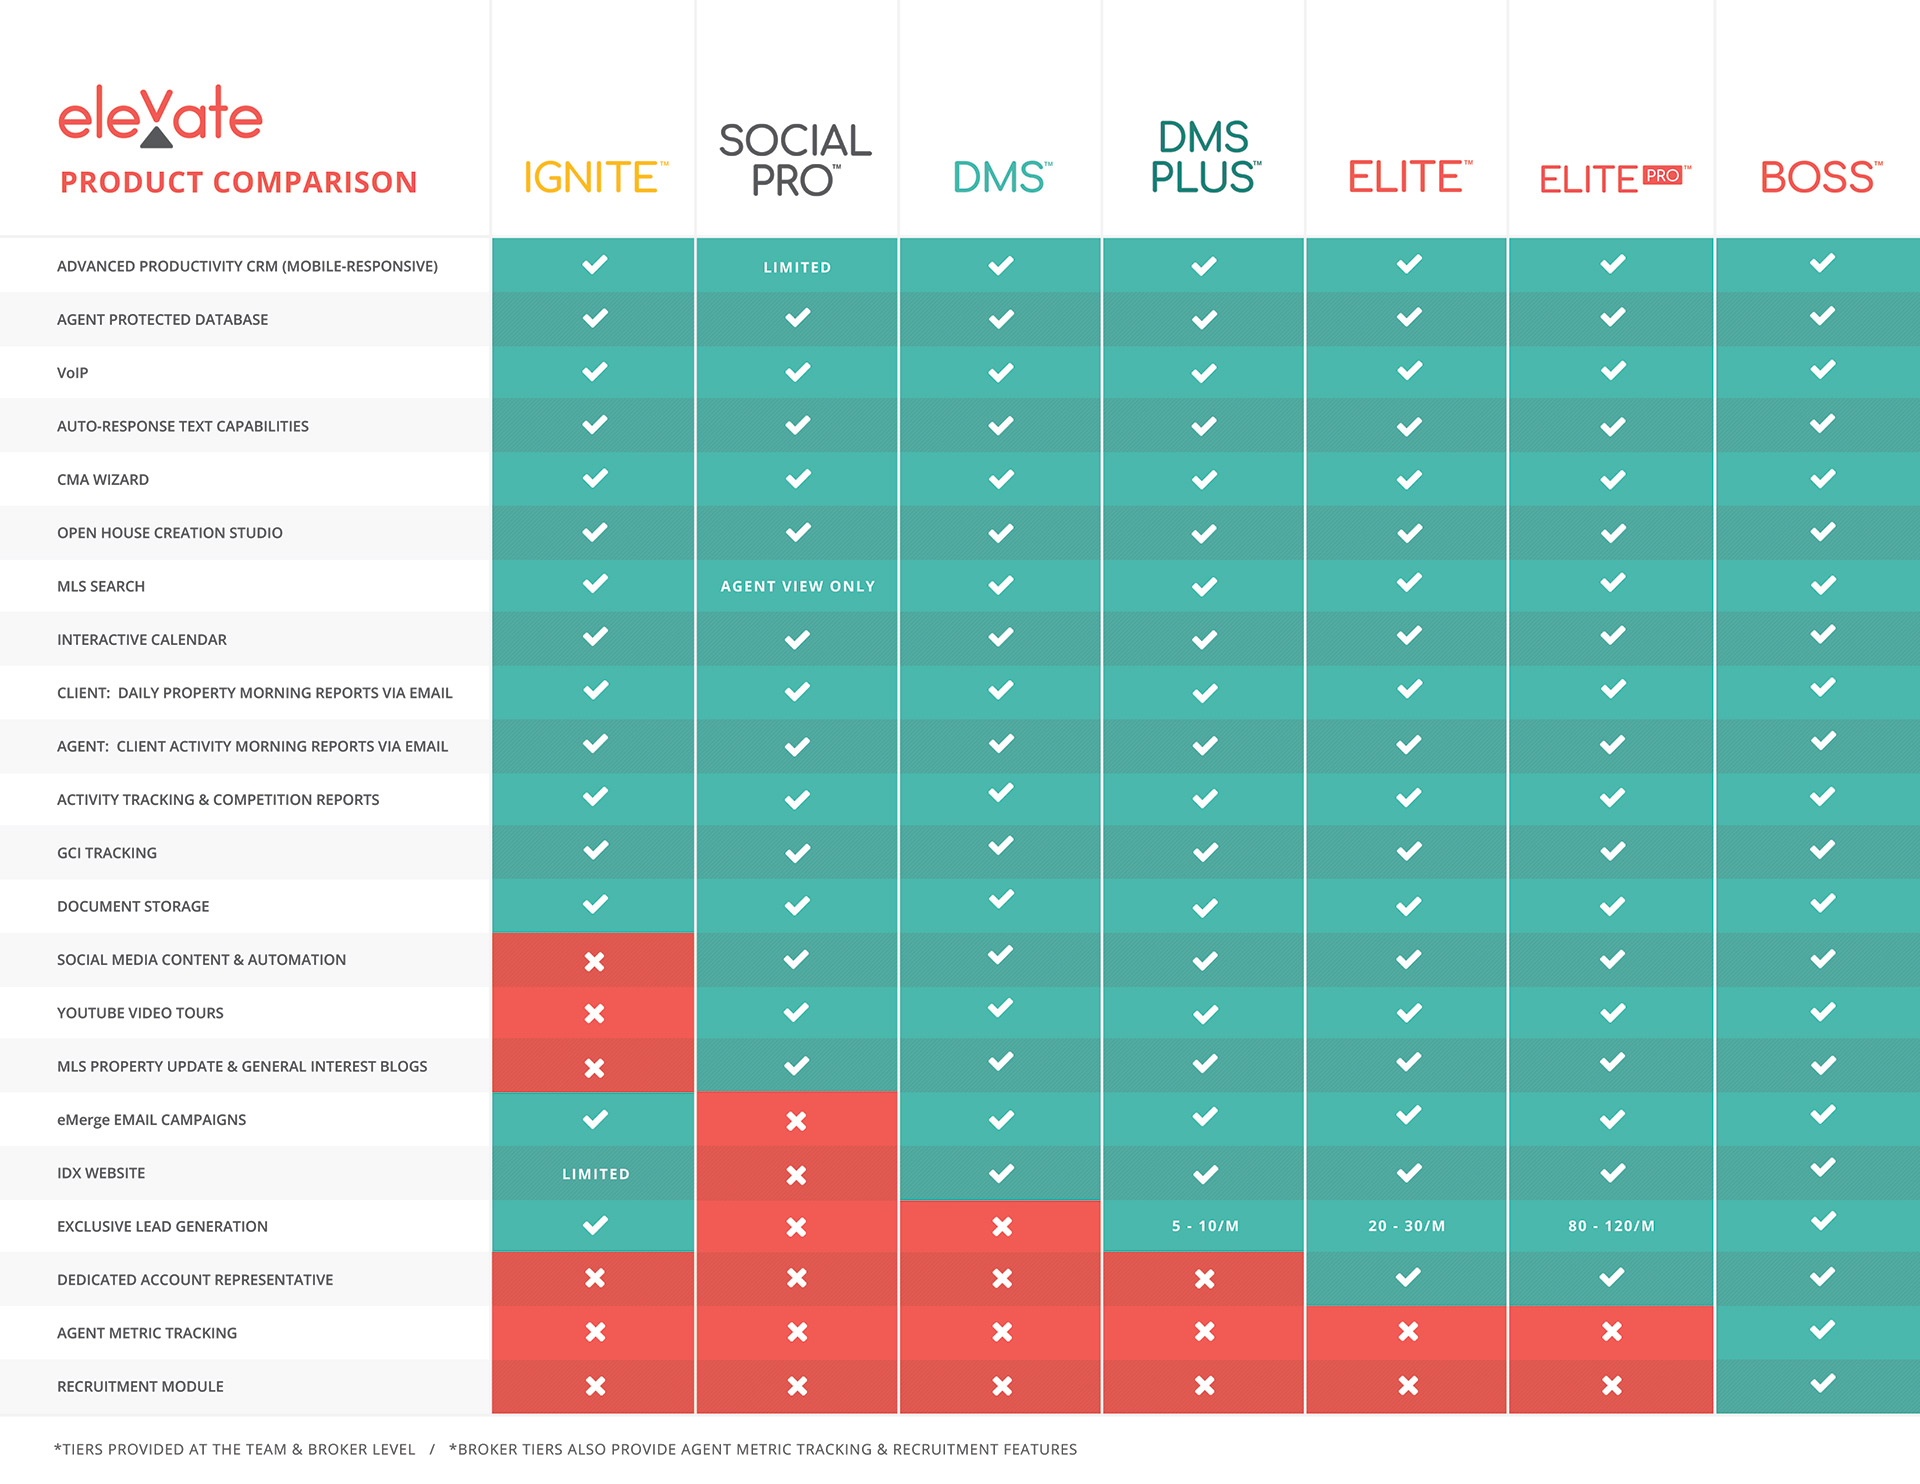 elevate
PRODUCT COMPARISON
IGNITE™
SOCIAL
PRO™
DMS™
DMS
PLUS™
ELITE™
ELITE PRO™
BOSS™
ADVANCED PRODUCTIVITY CRM (MOBILE-RESPONSIVE)
LIMITED
AGENT PROTECTED DATABASE
VoIP
AUTO-RESPONSE TEXT CAPABILITIES
CMA WIZARD
OPEN HOUSE CREATION STUDIO
MLS SEARCH
AGENT VIEW ONLY
INTERACTIVE CALENDAR
CLIENT: DAILY PROPERTY MORNING REPORTS VIA EMAIL
AGENT: CLIENT ACTIVITY MORNING REPORTS VIA EMAIL
ACTIVITY TRACKING & COMPETITION REPORTS
GCI TRACKING
DOCUMENT STORAGE
SOCIAL MEDIA CONTENT & AUTOMATION
YOUTUBE VIDEO TOURS
MLS PROPERTY UPDATE & GENERAL INTEREST BLOGS
eMerge EMAIL CAMPAIGNS
IDX WEBSITE
LIMITED
EXCLUSIVE LEAD GENERATION
5 - 10/M
20 - 30/M
80 - 120/M
DEDICATED ACCOUNT REPRESENTATIVE
AGENT METRIC TRACKING
RECRUITMENT MODULE
*TIERS PROVIDED AT THE TEAM & BROKER LEVEL / *BROKER TIERS ALSO PROVIDE AGENT METRIC TRACKING & RECRUITMENT FEATURES